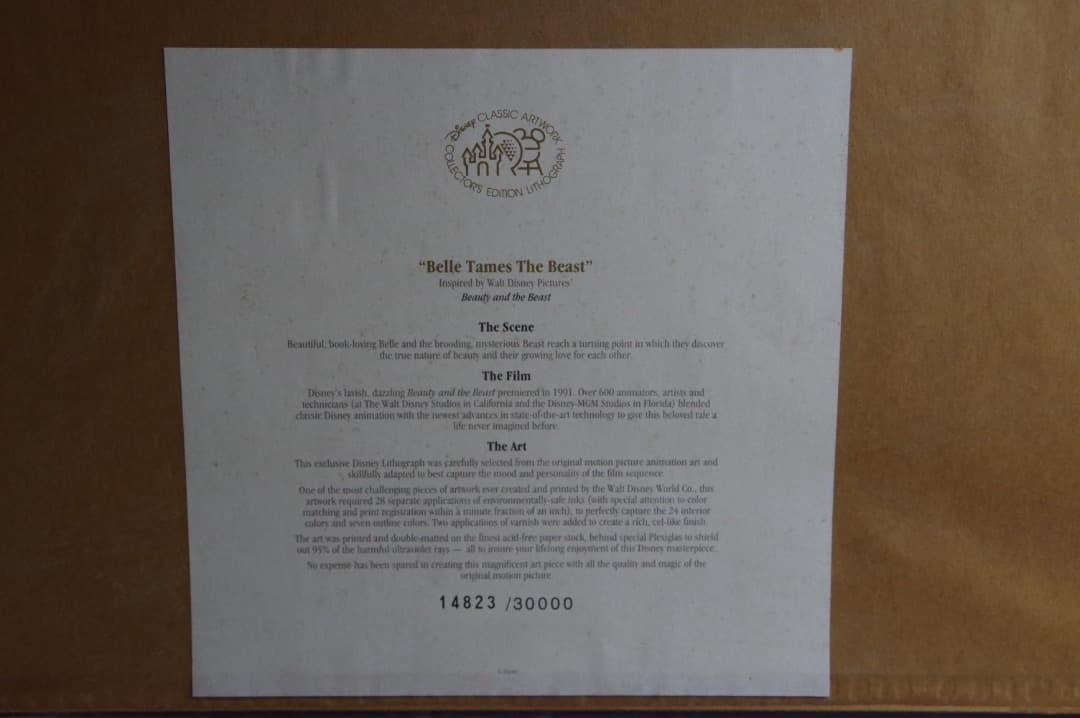 Disney CLASSIC ARTWORK
COLLECTOR'S EDITION LITHOGRAPH
“Belle Tames The Beast”
Inspired by Walt Disney Pictures'
Beauty and the Beast
The Scene
Beautiful, book-loving Belle and the brooding, mysterious Beast reach a turning point in which they discover
the true nature of beauty and their growing love for each other.
The Film
Disney's lavish, dazzling Beauty and the Beast premiered in 1991. Over 600 animators, artists and
technicians (at The Walt Disney Studios in California and the Disney-MGM Studios in Florida) blended
classic Disney animation with the newest advances in state-of-the-art technology to give this beloved tale a
life never imagined before.
The Art
This exclusive Disney Lithograph was carefully selected from the original motion picture animation art and
skillfully adapted to best capture the mood and personality of the film sequence.
One of the most challenging pieces of artwork ever created and printed by the Walt Disney World Co., this
artwork required 28 separate applications of environmentally-safe inks (with special attention to color
matching and print registration within a minute fraction of an inch), to perfectly capture the 24 interior
colors and seven outline colors. Two applications of varnish were added to create a rich, cel-like finish.
The art was printed and double-matted on the finest acid-free paper stock, behind special Plexiglas to shield
out 95% of the harmful ultraviolet rays — all to insure your lifelong enjoyment of this Disney masterpiece.
No expense has been spared in creating this magnificent art piece with all the quality and magic of the
original motion picture.
14823 /30000
© Disney